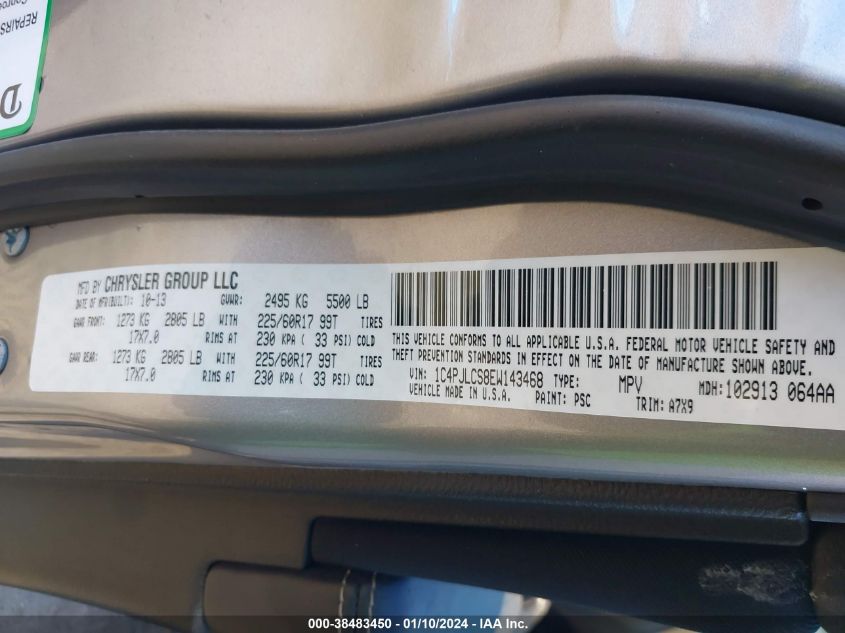 REPAIRS
D
MFD BY CHRYSLER GROUP LLC
DATE OF MFR(BUILT): 10-13 GVWR: 2495 KG 5500 LB
GAWR FRONT: 1273 KG 2805 LB WITH 225/60R17 99T TIRES
17X7.0 RIMS AT 230 KPA ( 33 PSI) COLD
GAWR REAR: 1273 KG 2805 LB WITH 225/60R17 99T TIRES
17X7.0 RIMS AT 230 KPA ( 33 PSI) COLD
THIS VEHICLE CONFORMS TO ALL APPLICABLE U.S.A. FEDERAL MOTOR VEHICLE SAFETY AND
THEFT PREVENTION STANDARDS IN EFFECT ON THE DATE OF MANUFACTURE SHOWN ABOVE.
VIN: 1C4PJLCS8EW143468 TYPE: MPV MDH:102913 064AA
VEHICLE MADE IN U.S.A. PAINT: PSC TRIM: A7X9
000-38483450 - 01/10/2024 - IAA Inc.